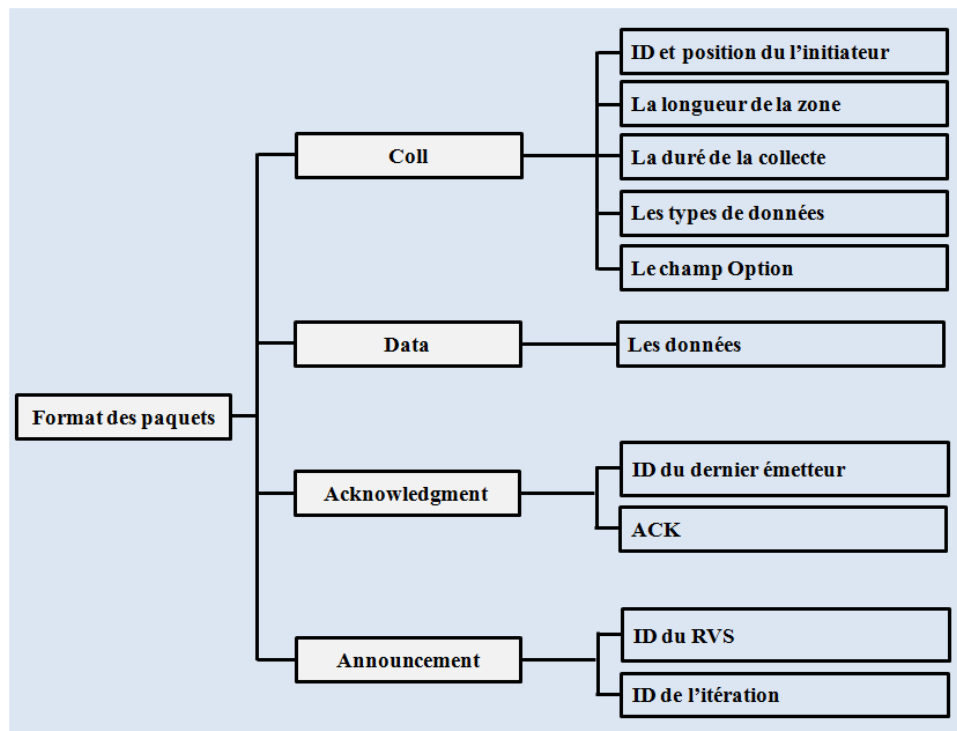 Format des paquets
Coll
ID et position du l’initiateur
La longueur de la zone
La duré de la collecte
Les types de données
Le champ Option
Data
Les données
Acknowledgment
ID du dernier émetteur
ACK
Announcement
ID du RVS
ID de l’itération